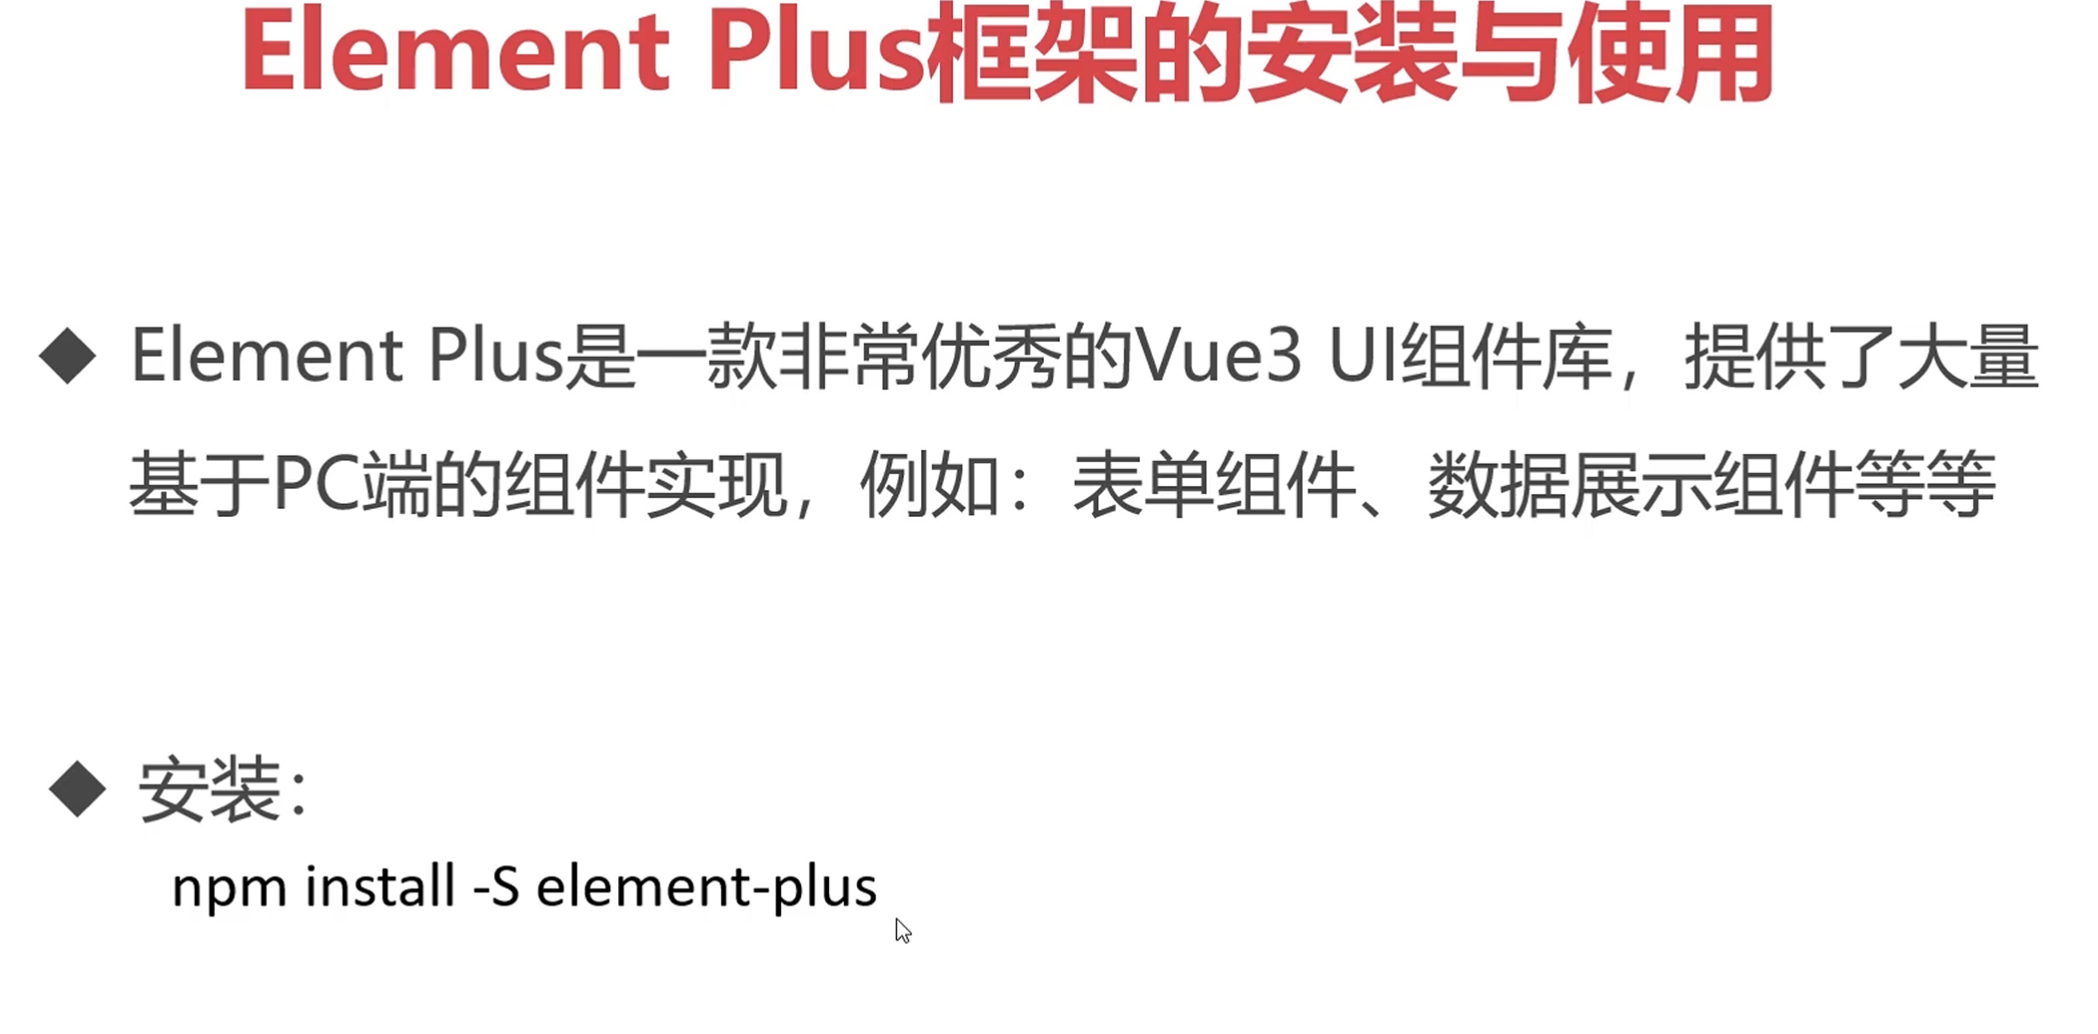 Element Plus框架的安装与使用
Element Plus是一款非常优秀的Vue3 UI组件库，提供了大量
基于PC端的组件实现，例如：表单组件、数据展示组件等等
安装：
npm install -S element-plus